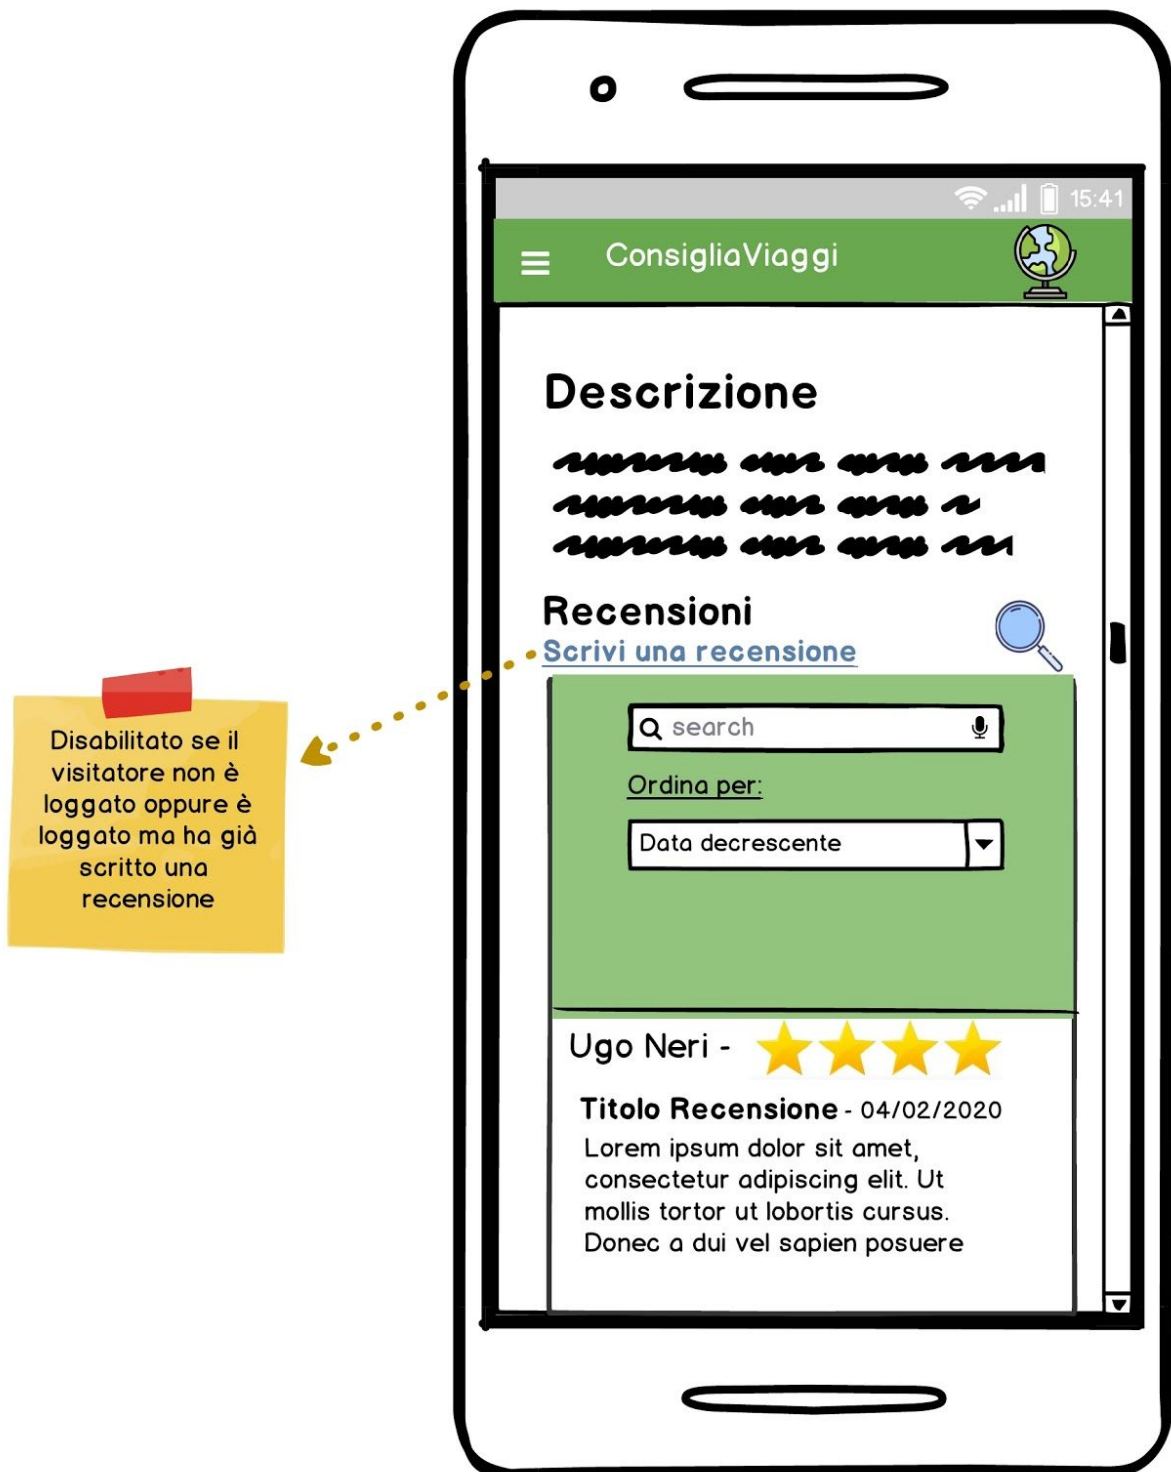 15:41
ConsigliaViaggi
Descrizione
Recensioni
Scrivi una recensione
Disabilitato se il
visitatore non è
loggato oppure è
loggato ma ha già
scritto una
recensione
search
Ordina per:
Data decrescente
Ugo Neri -
Titolo Recensione - 04/02/2020
Lorem ipsum dolor sit amet,
consectetur adipiscing elit. Ut
mollis tortor ut lobortis cursus.
Donec a dui vel sapien posuere